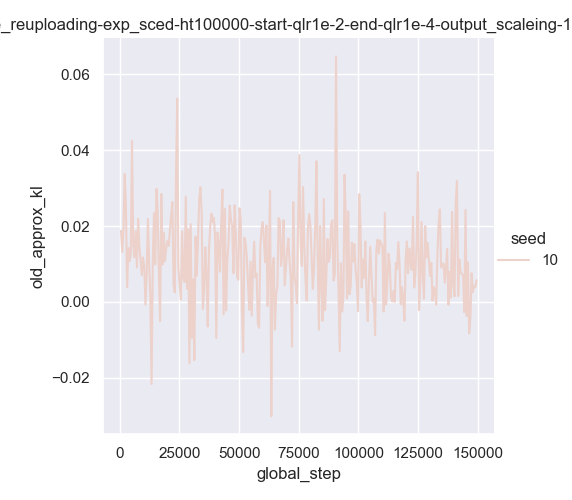 e_reuploading-exp_sced-ht100000-start-qlr1e-2-end-qlr1e-4-output_scaleing-1
0.06
0.04
0.02
0.00
−0.02
old_approx_kl
seed
10
0 25000 50000 75000 100000 125000 150000
global_step